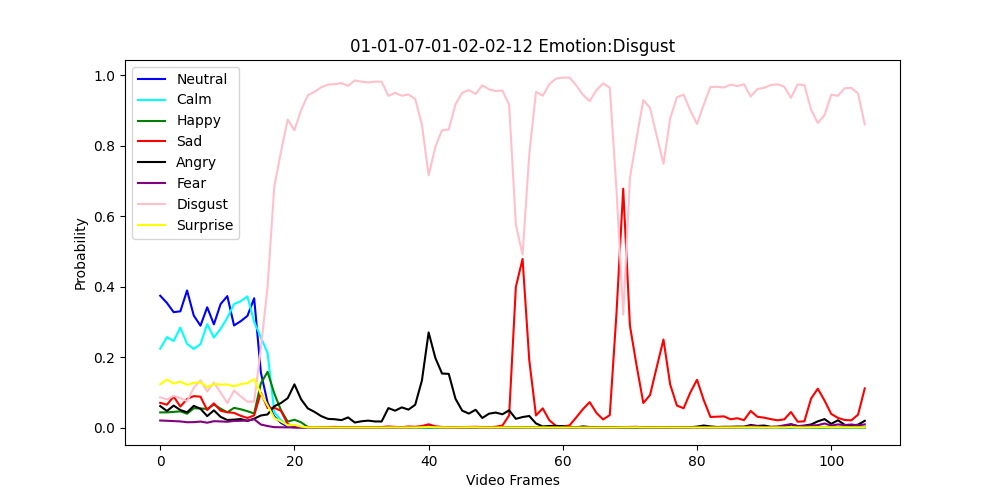 01-01-07-01-02-02-12 Emotion:Disgust
1.0
0.8
0.6
0.4
0.2
0.0
Probability
Neutral
Calm
Happy
Sad
Angry
Fear
Disgust
Surprise
0 20 40 60 80 100
Video Frames